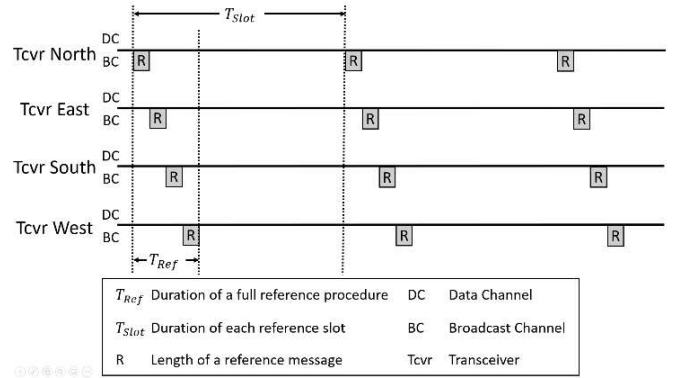 T_Slot
Tcvr North DC
BC R R R
Tcvr East DC
BC R R R
Tcvr South DC
BC R R R
Tcvr West DC
BC R R R
T_Ref
T_Ref Duration of a full reference procedure DC Data Channel
T_Slot Duration of each reference slot BC Broadcast Channel
R Length of a reference message Tcvr Transceiver